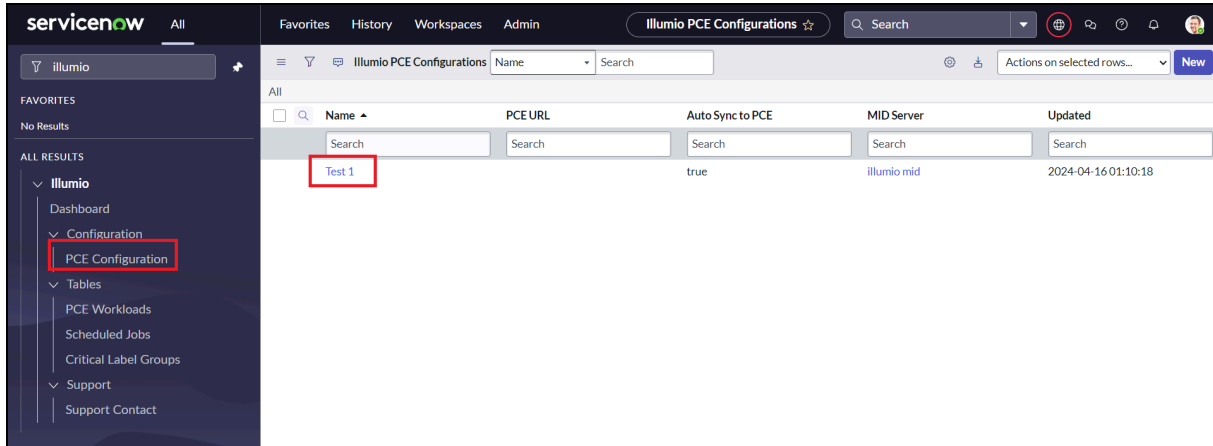 servicenow All Favorites History Workspaces Admin Illumio PCE Configurations Search
illumio
Illumio PCE Configurations Name Search Actions on selected rows... New
FAVORITES
No Results
ALL RESULTS
Illumio
Dashboard
Configuration
PCE Configuration
Tables
PCE Workloads
Scheduled Jobs
Critical Label Groups
Support
Support Contact
All
Name PCE URL Auto Sync to PCE MID Server Updated
Search Search Search Search Search
Test 1 true illumio mid 2024-04-16 01:10:18